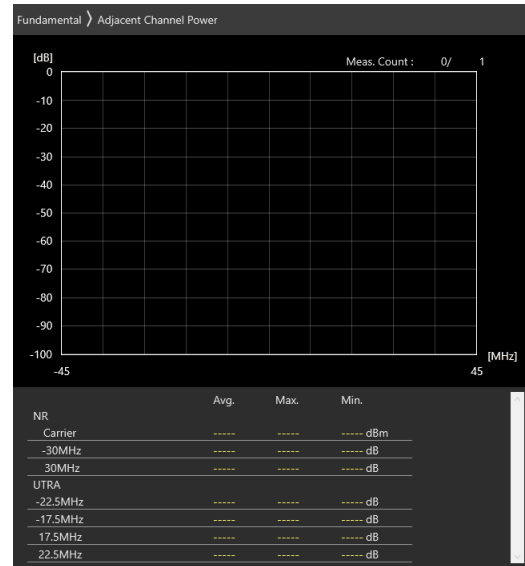 Fundamental 〉 Adjacent Channel Power
[dB]
Meas. Count : 0/ 1
0
-10
-20
-30
-40
-50
-60
-70
-80
-90
-100
[MHz]
-45 45
Avg. Max. Min.
NR
Carrier ----- ----- ----- dBm
-30MHz ----- ----- ----- dB
30MHz ----- ----- ----- dB
UTRA
-22.5MHz ----- ----- ----- dB
-17.5MHz ----- ----- ----- dB
17.5MHz ----- ----- ----- dB
22.5MHz ----- ----- ----- dB